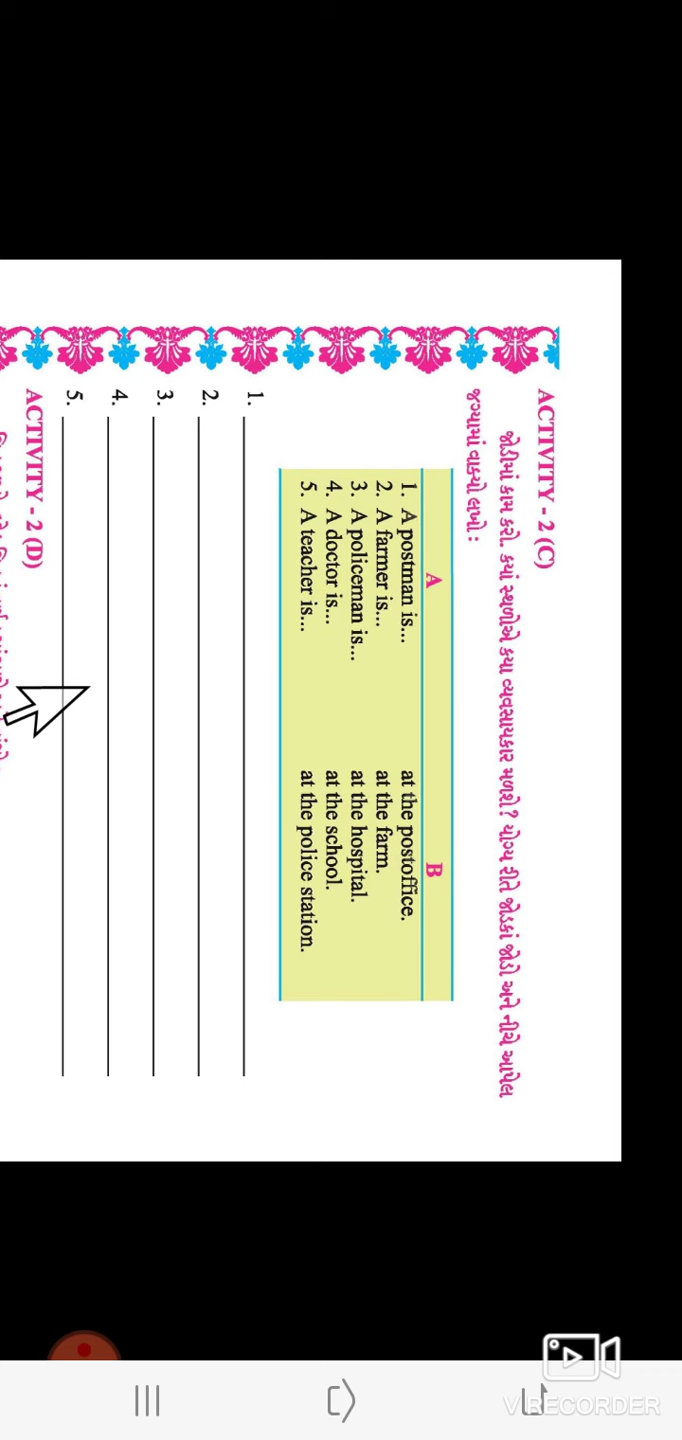 ACTIVITY - 2 (C)
જોડીમાં કામ કરો. કયાં સ્થળોએ કયા વ્યવસાયકાર મળશે? યોગ્ય રીતે જોડકાં જોડી અને નીચે આપેલ
જગ્યામાં વાક્યો લખો :
A B
1. A postman is... at the postoffice.
2. A farmer is... at the farm.
3. A policeman is... at the hospital.
4. A doctor is... at the school.
5. A teacher is... at the police station.
1.
2.
3.
4.
5.
ACTIVITY - 2 (D)
V RECORDER